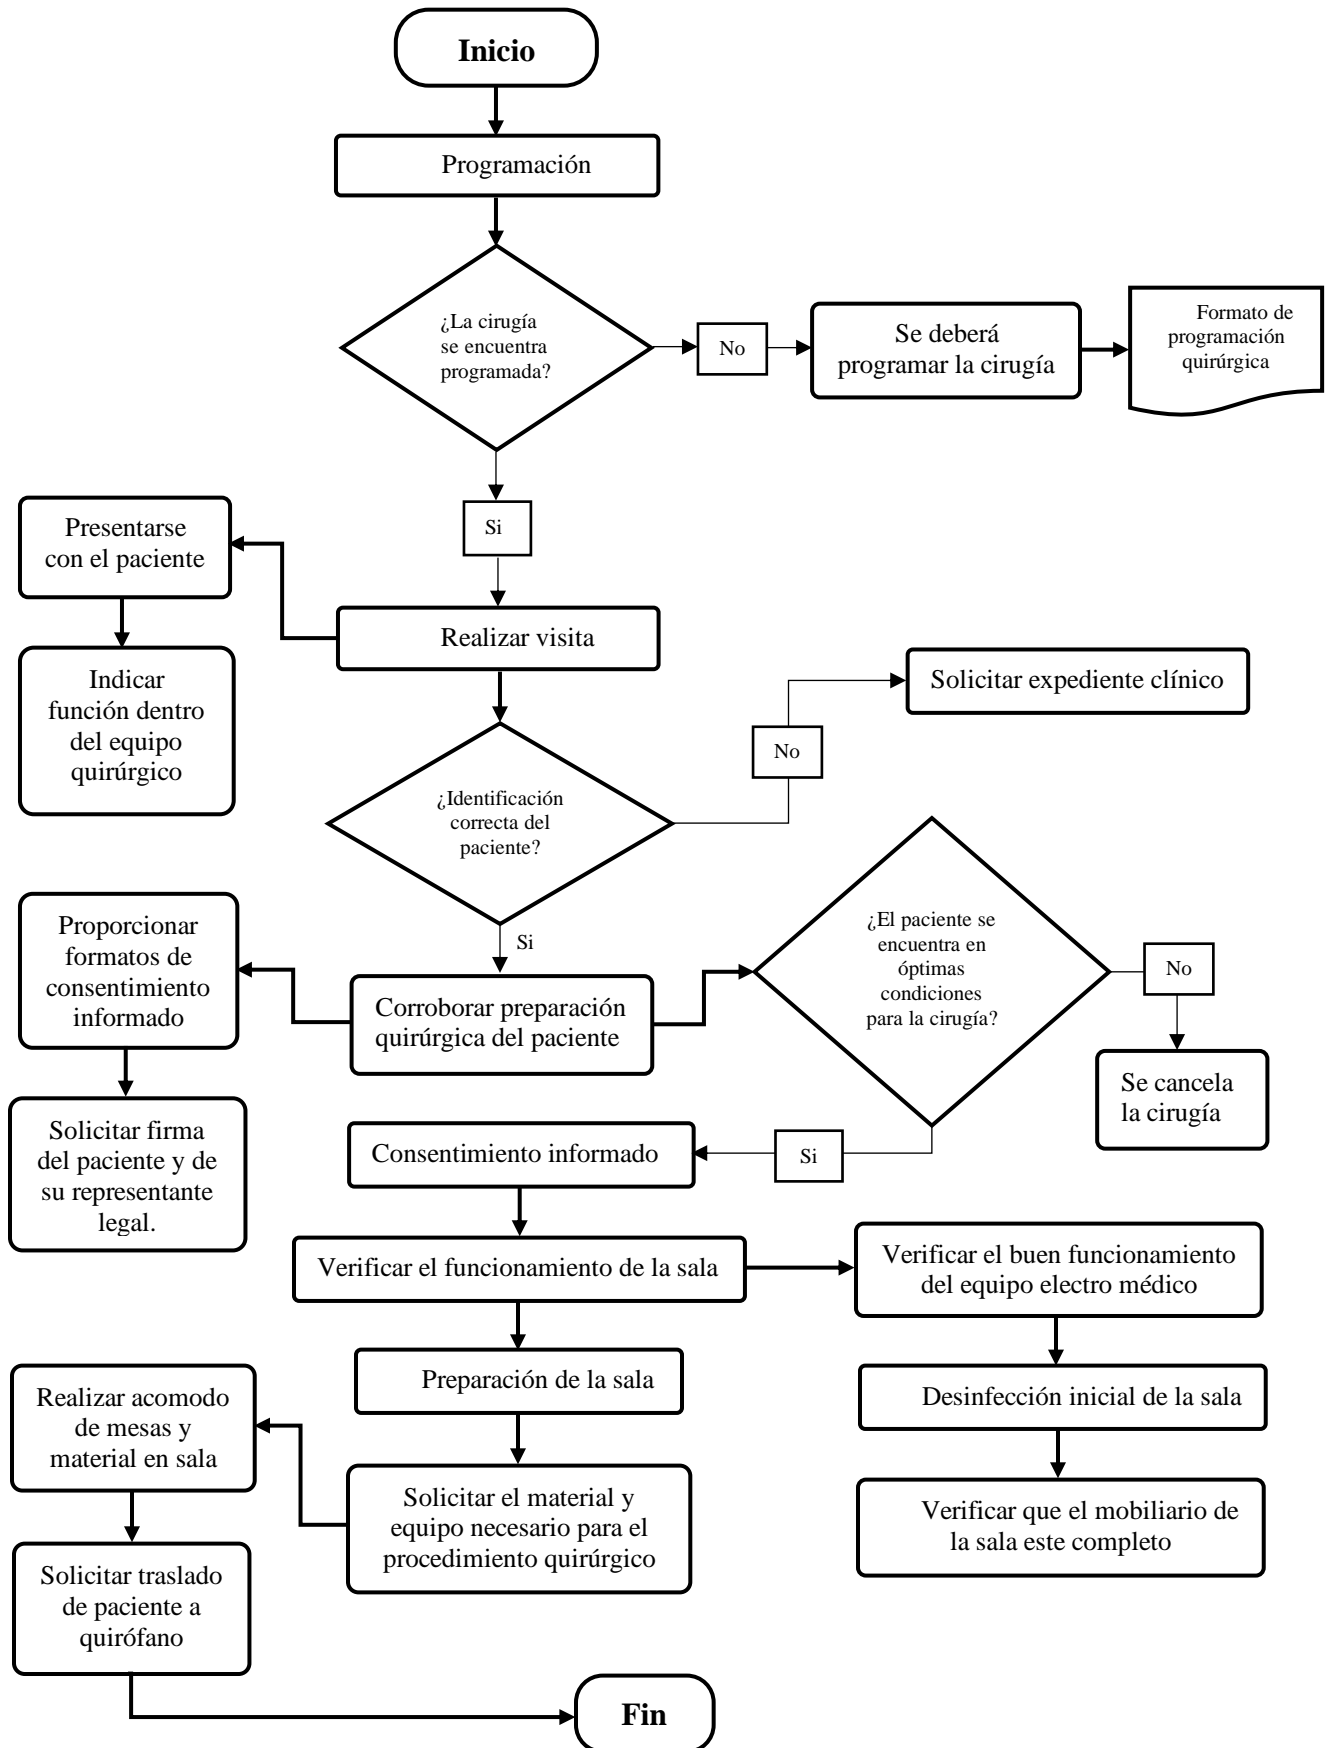 Inicio
Programación
¿La cirugía
se encuentra
programada?
No
Se deberá
programar la cirugía
Formato de
programación
quirúrgica
Si
Presentarse
con el paciente
Realizar visita
Indicar
función dentro
del equipo
quirúrgico
Solicitar expediente clínico
No
¿Identificación
correcta del
paciente?
Si
Proporcionar
formatos de
consentimiento
informado
Corroborar preparación
quirúrgica del paciente
¿El paciente se
encuentra en
óptimas
condiciones
para la cirugía?
No
Se cancela
la cirugía
Solicitar firma
del paciente y de
su representante
legal.
Consentimiento informado
Si
Verificar el funcionamiento de la sala
Verificar el buen funcionamiento
del equipo electro médico
Preparación de la sala
Desinfección inicial de la sala
Realizar acomodo
de mesas y
material en sala
Solicitar el material y
equipo necesario para el
procedimiento quirúrgico
Verificar que el mobiliario de
la sala este completo
Solicitar traslado
de paciente a
quirófano
Fin